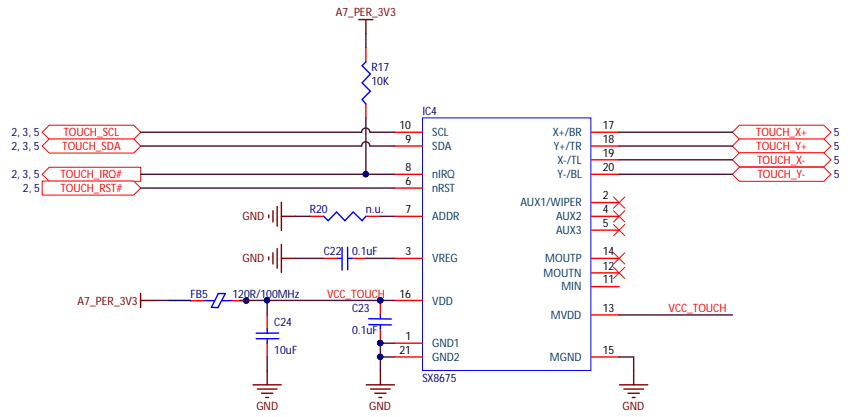 A7_PER_3V3
R17
10K
IC4
2, 3, 5 TOUCH_SCL 10 SCL X+/BR 17 TOUCH_X+ 5
2, 3, 5 TOUCH_SDA 9 SDA Y+/TR 18 TOUCH_Y+ 5
X-/TL 19 TOUCH_X- 5
2, 3, 5 TOUCH_IRQ# 8 nIRQ Y-/BL 20 TOUCH_Y- 5
2, 5 TOUCH_RST# 6 nRST
AUX1/WIPER 2
GND R20 n.u. 7 ADDR AUX2 4
AUX3 5
GND C22 0.1uF 3 VREG MOUTP 14
MOUTN 12
MIN 11
A7_PER_3V3 FB5 120R/100MHz VCC_TOUCH 16 VDD
C23 MVDD 13 VCC_TOUCH
C24
0.1uF
10uF
1 GND1
21 GND2 MGND 15
SX8675
GND GND GND